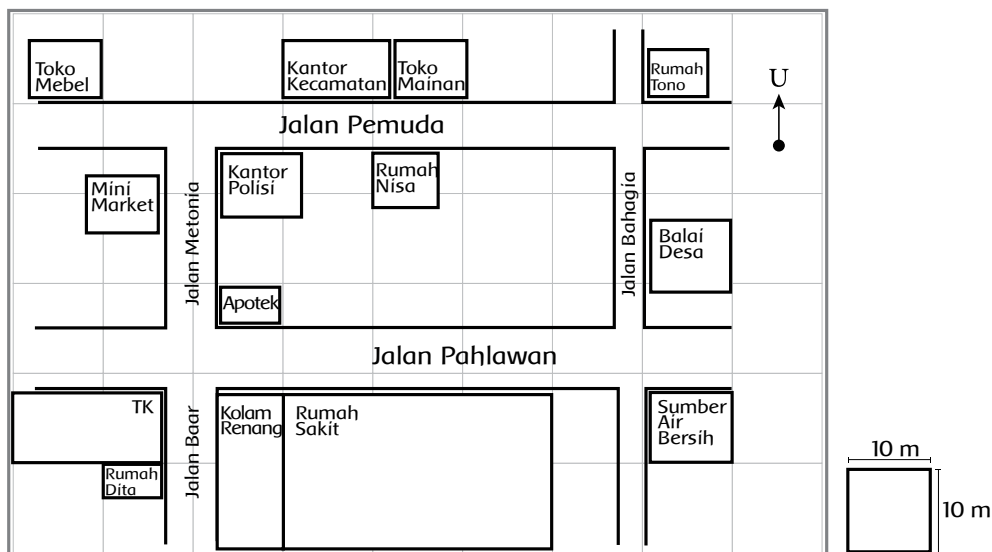 Toko
Mebel
Kantor
Kecamatan
Toko
Mainan
Rumah
Tono
U
Jalan Pemuda
Mini
Market
Jalan Metonia
Kantor
Polisi
Rumah
Nisa
Jalan Bahagia
Balai
Desa
Apotek
Jalan Pahlawan
TK
Rumah
Dita
Jalan Baar
Kolam
Renang
Rumah
Sakit
Sumber
Air
Bersih
10 m
10 m